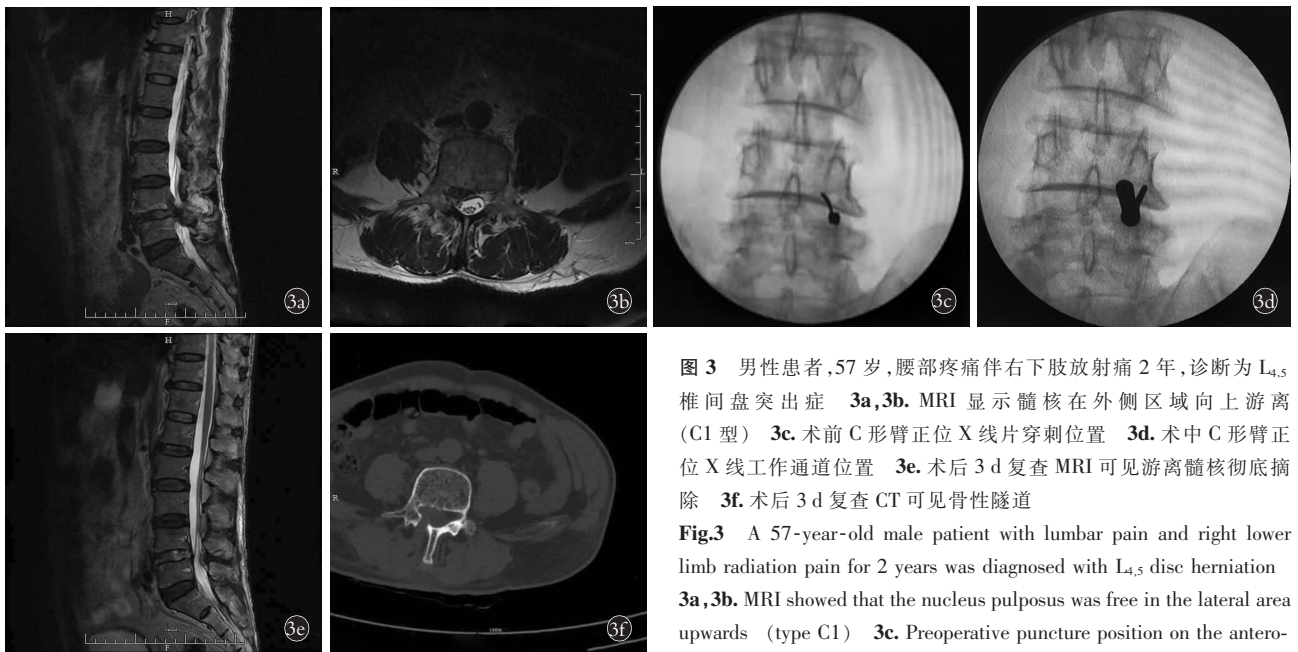 H
3a
F
R
L
3b
3c
3d
H
3e
F
R
3f
图 3 男性患者,57 岁,腰部疼痛伴右下肢放射痛 2 年,诊断为 L4,5
椎间盘突出症 3a,3b. MRI 显示髓核在外侧区域向上游离
(C1 型) 3c. 术前 C 形臂正位 X 线片穿刺位置 3d. 术中 C 形臂正
位 X 线工作通道位置 3e. 术后 3 d 复查 MRI 可见游离髓核彻底摘
除 3f. 术后 3 d 复查 CT 可见骨性隧道
Fig.3 A 57-year-old male patient with lumbar pain and right lower
limb radiation pain for 2 years was diagnosed with L4,5 disc herniation
3a,3b. MRI showed that the nucleus pulposus was free in the lateral area
upwards (type C1) 3c. Preoperative puncture position on the antero-